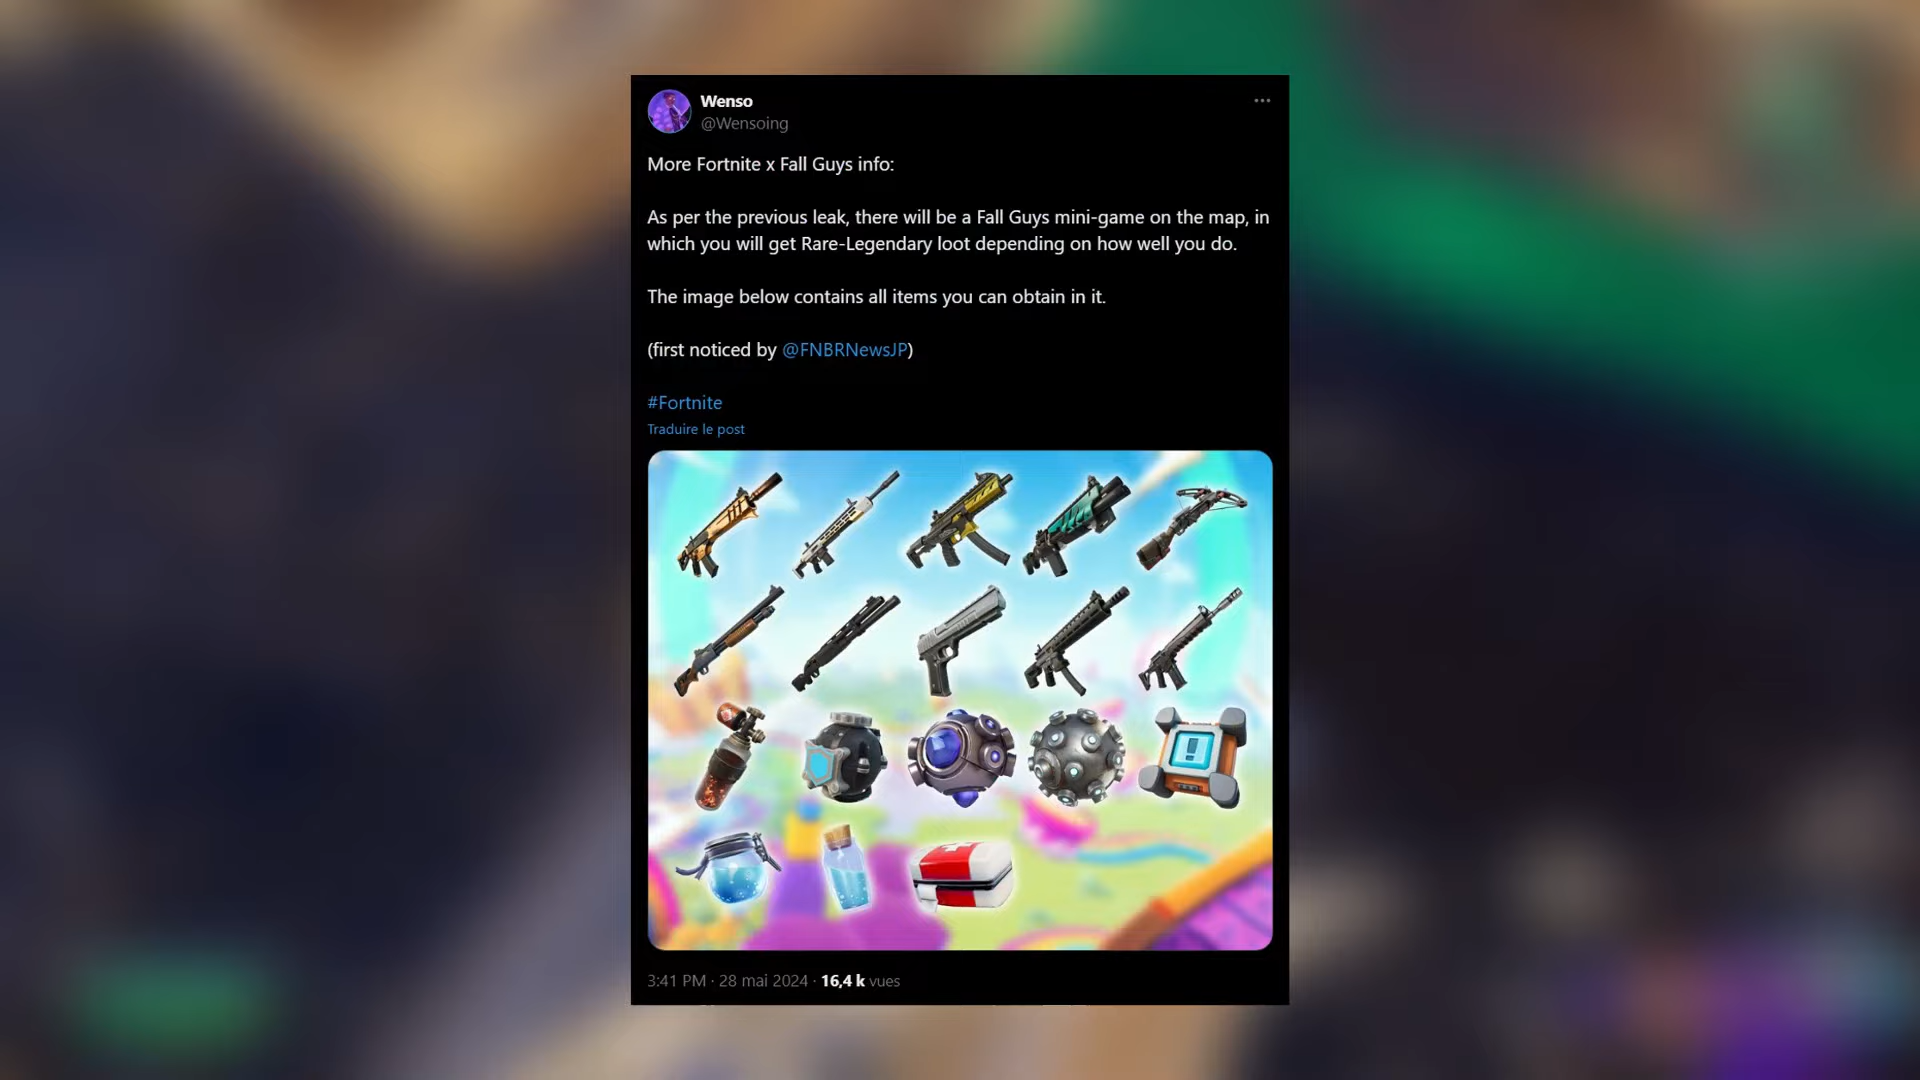 Wenso
@Wensoing
More Fortnite x Fall Guys info:
As per the previous leak, there will be a Fall Guys mini-game on the map, in
which you will get Rare-Legendary loot depending on how well you do.
The image below contains all items you can obtain in it.
(first noticed by @FNBRNewsJP)
#Fortnite
Traduire le post
3:41 PM · 28 mai 2024 · 16,4 k vues